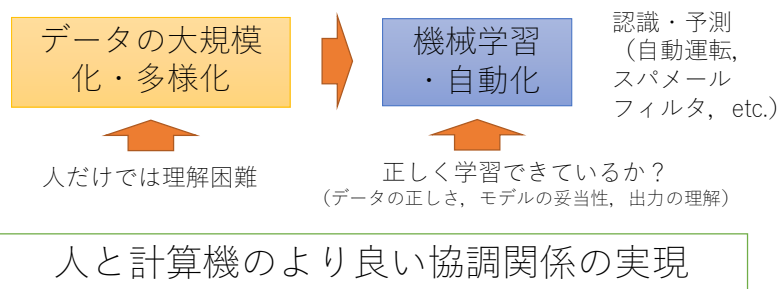 データの大規模
化・多様化
機械学習
・自動化
認識・予測
（自動運転,
スパメール
フィルタ, etc.)
人だけでは理解困難
正しく学習できているか？
（データの正しさ，モデルの妥当性，出力の理解）
人と計算機のより良い協調関係の実現